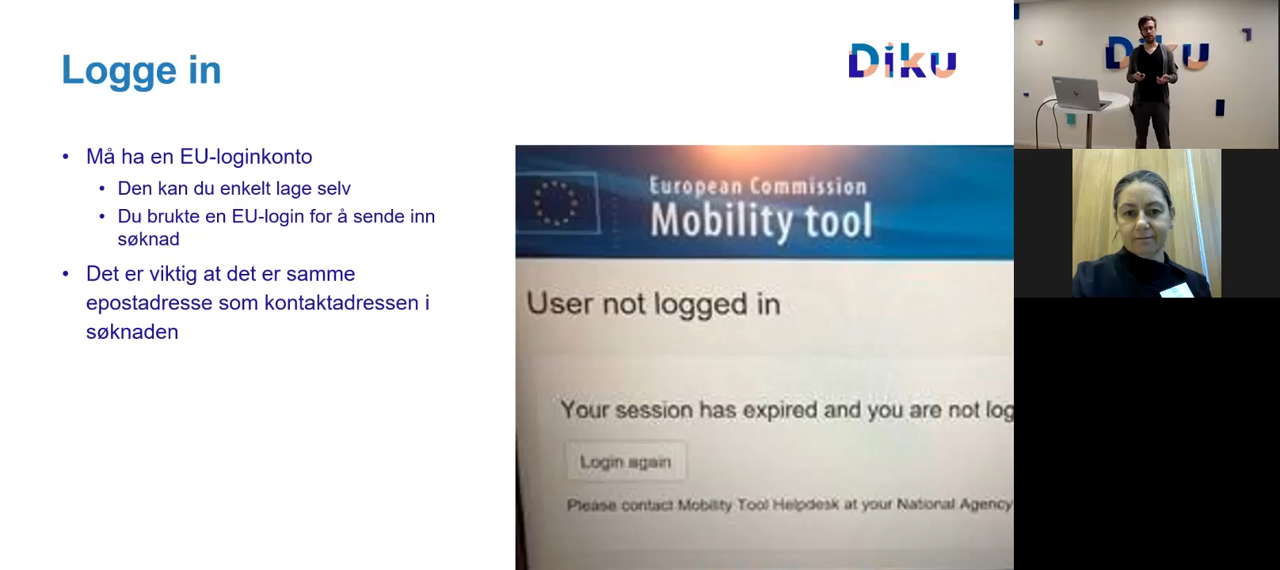 Logge in
Diku
• Må ha en EU-loginkonto
• Den kan du enkelt lage selv
• Du brukte en EU-login for å sende inn
søknad
• Det er viktig at det er samme
epostadresse som kontaktadressen i
søknaden
European Commission
Mobility tool
User not logged in
Your session has expired and you are not log
Login again
Please contact Mobility Tool Helpdesk at your National Agency
Diku